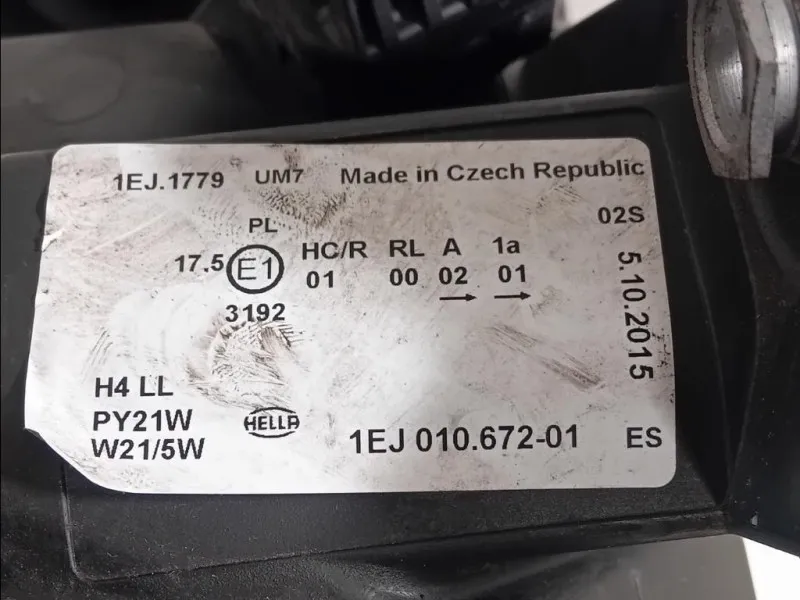 1EJ.1779 UM7 Made in Czech Republic
02S
PL
17.5 E1 HC/R RL A 1a
01 00 02 01
→ →
3192
5.10.2015
H4 LL
PY21W
W21/5W
HELLA
1EJ 010.672-01 ES